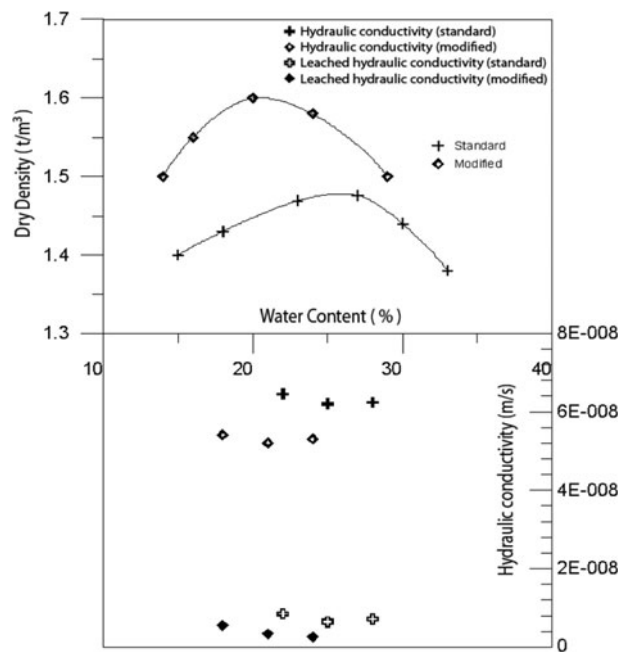 1.7
Hydraulic conductivity (standard)
Hydraulic conductivity (modified)
Leached hydraulic conductivity (standard)
Leached hydraulic conductivity (modified)
1.6
Standard
Modified
1.5
Dry Density ( t/m³ )
1.4
1.3
Water Content ( % )
10
20
30
40
8E-008
6E-008
4E-008
2E-008
0
Hydraulic conductivity (m/s)